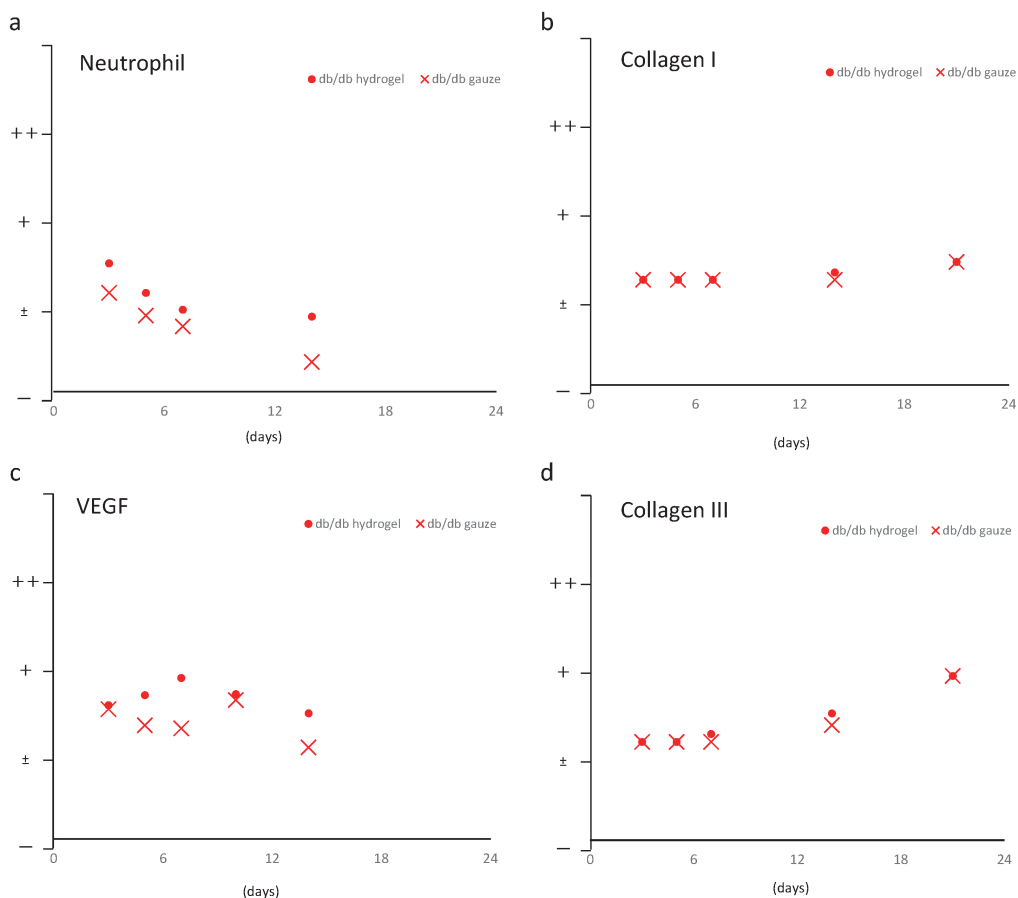 a
Neutrophil
db/db hydrogel db/db gauze
++
+
±
—
0 6 12 18 24
(days)
b
Collagen I
db/db hydrogel db/db gauze
++
+
±
—
0 6 12 18 24
(days)
c
VEGF
db/db hydrogel db/db gauze
++
+
±
—
0 6 12 18 24
(days)
d
Collagen III
db/db hydrogel db/db gauze
++
+
±
—
0 6 12 18 24
(days)